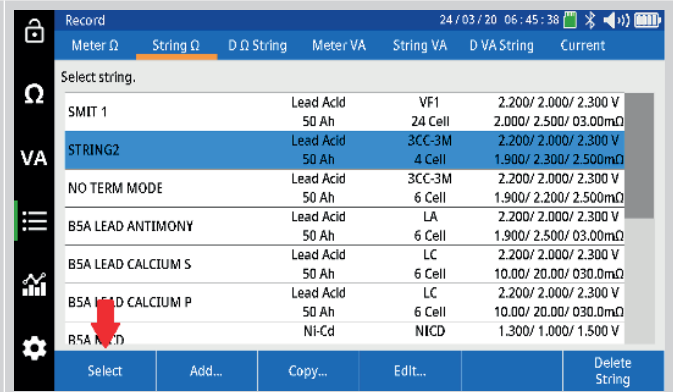 Record 24/03/20 06:45:38
Meter Ω String Ω D Ω String Meter VA String VA D VA String Current
Select string.
Ω
VA
SMIT 1 Lead Acid VF1 2.200/ 2.000/ 2.300 V
50 Ah 24 Cell 2.000/ 2.500/ 03.00mΩ
STRING2 Lead Acid 3CC-3M 2.200/ 2.000/ 2.300 V
50 Ah 4 Cell 1.900/ 2.300/ 2.500mΩ
NO TERM MODE Lead Acid 3CC-3M 2.200/ 2.000/ 2.300 V
50 Ah 6 Cell 1.900/ 2.200/ 2.500mΩ
B5A LEAD ANTIMONY Lead Acid LA 2.200/ 2.000/ 2.300 V
50 Ah 6 Cell 1.900/ 2.500/ 03.00mΩ
B5A LEAD CALCIUM S Lead Acid LC 2.200/ 2.000/ 2.300 V
50 Ah 6 Cell 10.00/ 20.00/ 030.0mΩ
B5A LEAD CALCIUM P Lead Acid LC 2.200/ 2.000/ 2.300 V
50 Ah 6 Cell 10.00/ 20.00/ 030.0mΩ
B5A Ni-Cd NICD 1.300/ 1.000/ 1.500 V
Select Add... Copy... Edit... Delete
String